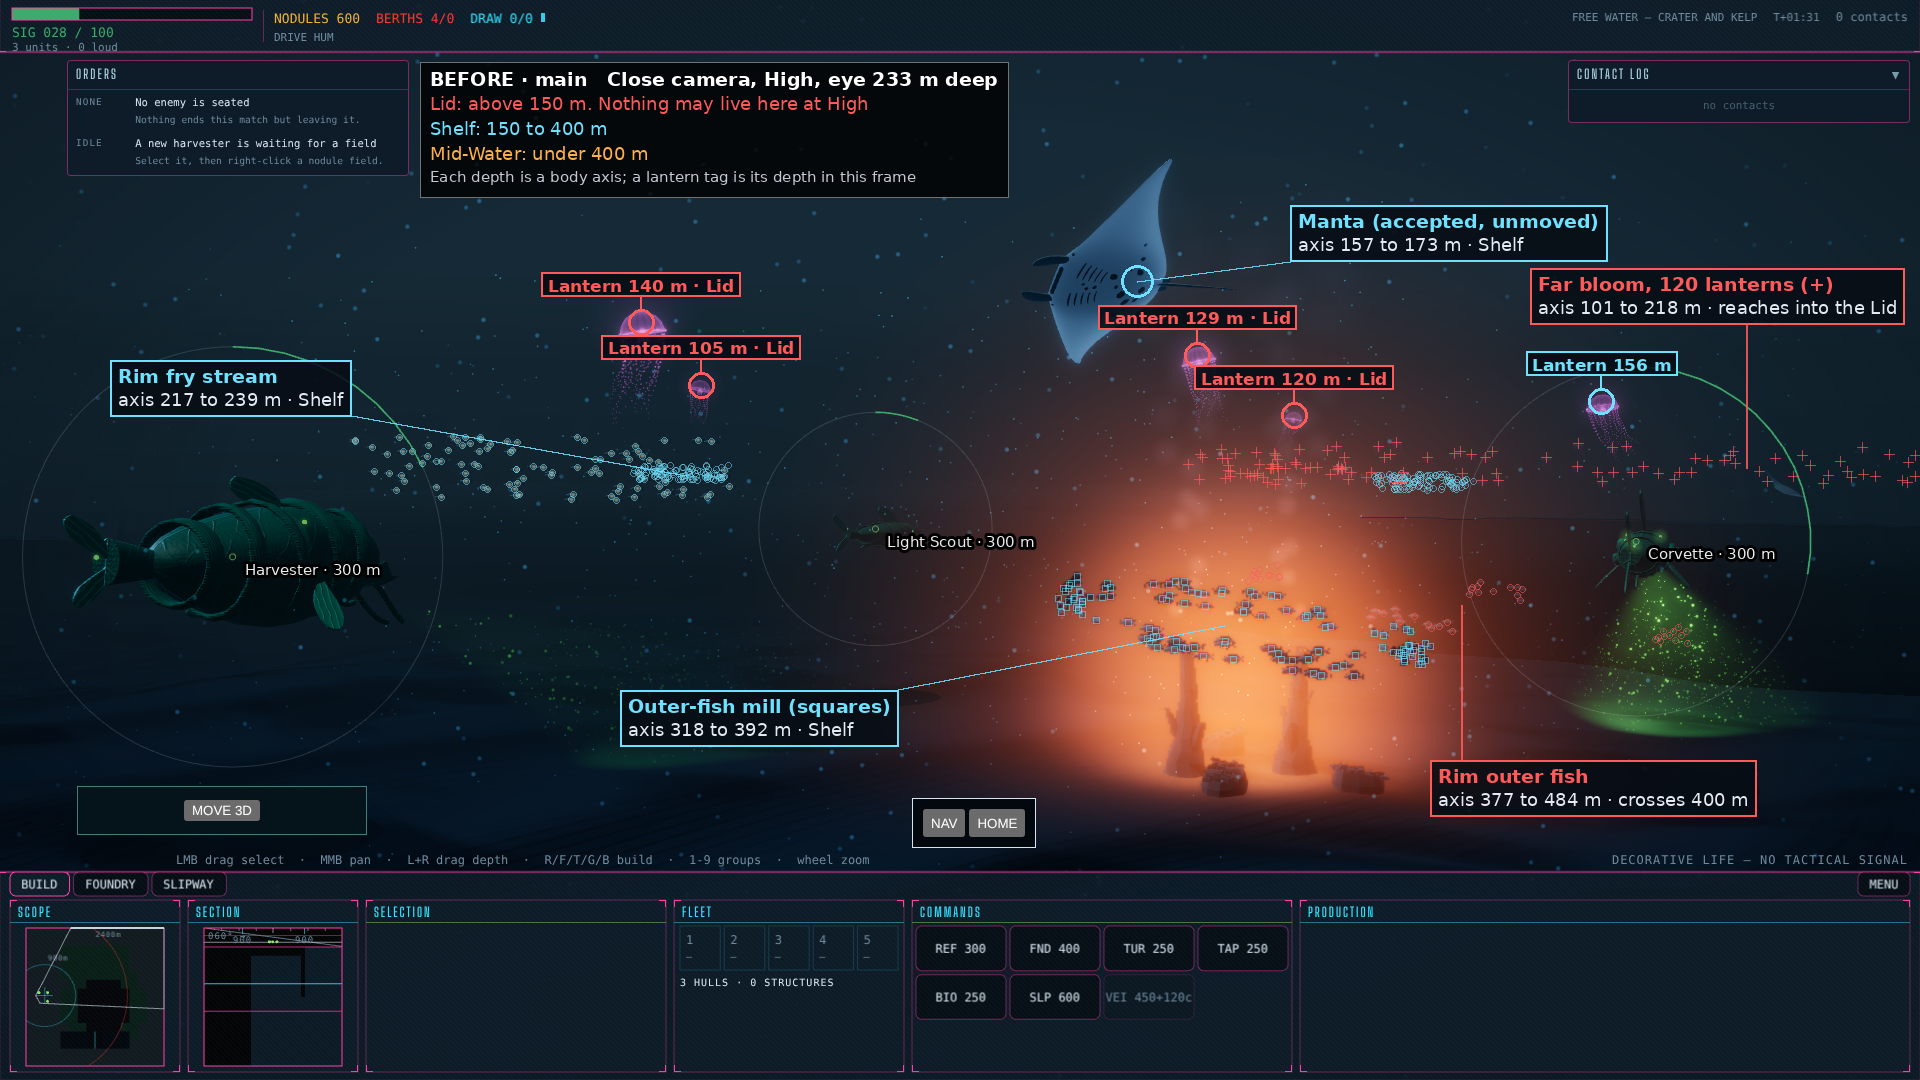 SIG 028 / 100
3 units · 0 loud
NODULES 600 BERTHS 4/0 DRAW 0/0
DRIVE HUM
FREE WATER — CRATER AND KELP T+01:31 0 contacts
ORDERS
NONE No enemy is seated
Nothing ends this match but leaving it.
IDLE A new harvester is waiting for a field
Select it, then right-click a nodule field.
BEFORE · main Close camera, High, eye 233 m deep
Lid: above 150 m. Nothing may live here at High
Shelf: 150 to 400 m
Mid-Water: under 400 m
Each depth is a body axis; a lantern tag is its depth in this frame
CONTACT LOG ▼
no contacts
Manta (accepted, unmoved)
axis 157 to 173 m · Shelf
Lantern 140 m · Lid
Far bloom, 120 lanterns (+)
axis 101 to 218 m · reaches into the Lid
Lantern 129 m · Lid
Lantern 105 m · Lid
Lantern 156 m
Rim fry stream
axis 217 to 239 m · Shelf
Lantern 120 m · Lid
Light Scout · 300 m
Corvette · 300 m
Harvester · 300 m
Outer-fish mill (squares)
axis 318 to 392 m · Shelf
Rim outer fish
axis 377 to 484 m · crosses 400 m
MOVE 3D
NAV HOME
LMB drag select · MMB pan · L+R drag depth · R/F/T/G/B build · 1-9 groups · wheel zoom
DECORATIVE LIFE — NO TACTICAL SIGNAL
BUILD FOUNDRY SLIPWAY
MENU
SCOPE
2400m
900m
SECTION
060°
900
900
SELECTION
FLEET
1 2 3 4 5
— — — — —
3 HULLS · 0 STRUCTURES
COMMANDS
REF 300 FND 400 TUR 250 TAP 250
BIO 250 SLP 600 VEI 450+120c
PRODUCTION